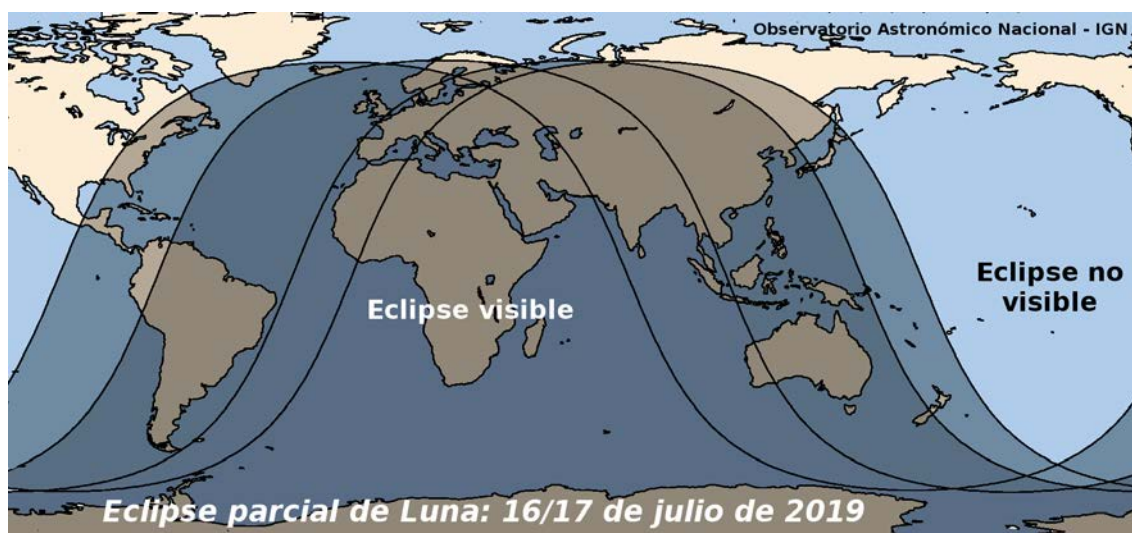 Observatorio Astronómico Nacional - IGN
Eclipse no
visible
Eclipse visible
Eclipse parcial de Luna: 16/17 de julio de 2019